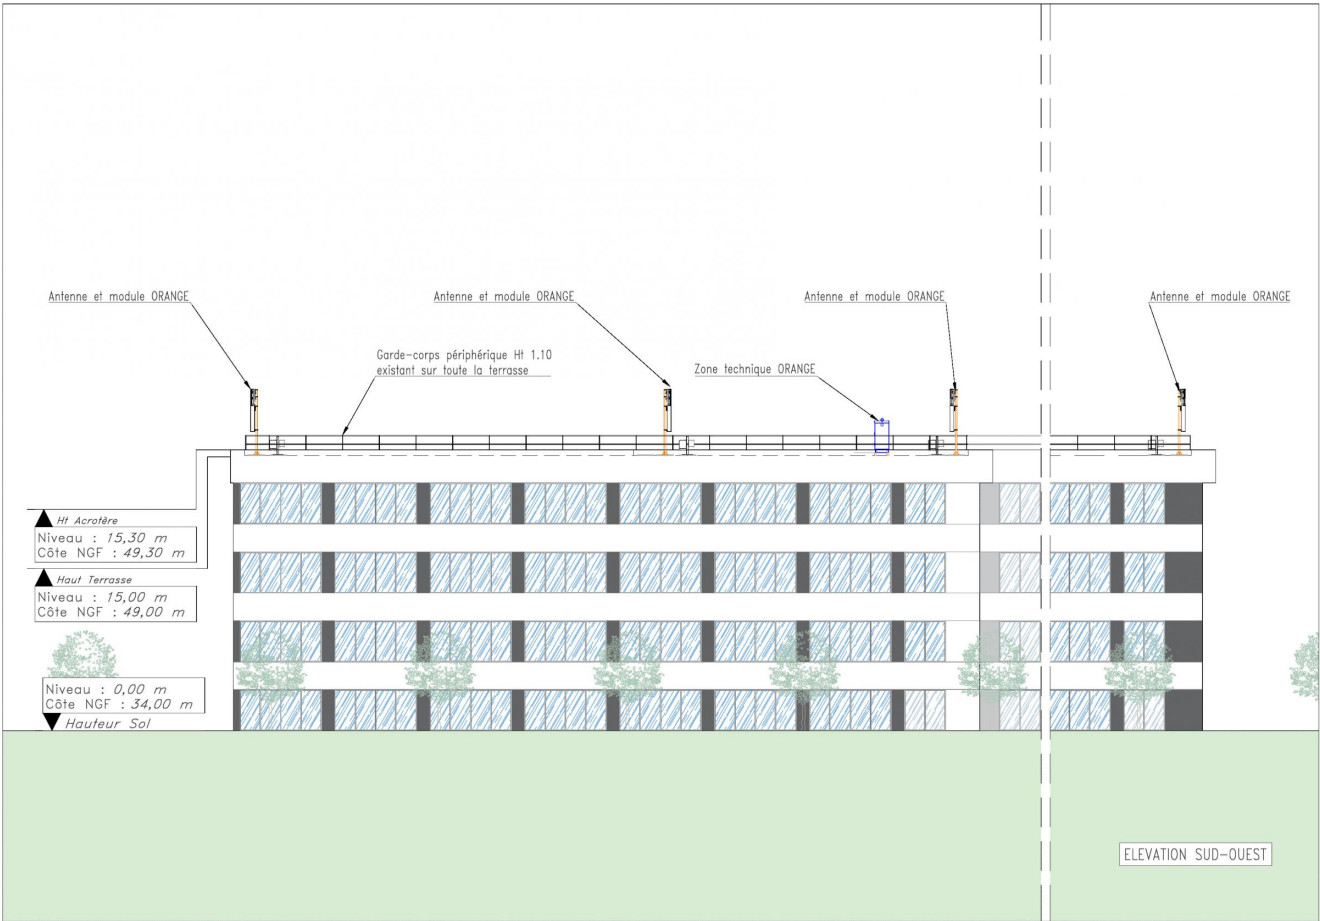 Antenne et module ORANGE
Antenne et module ORANGE
Antenne et module ORANGE
Antenne et module ORANGE
Garde-corps périphérique Ht 1.10
existant sur toute la terrasse
Zone technique ORANGE
Ht Acrotère
Niveau : 15,30 m
Côte NGF : 49,30 m
Haut Terrasse
Niveau : 15,00 m
Côte NGF : 49,00 m
Niveau : 0,00 m
Côte NGF : 34,00 m
Hauteur Sol
ELEVATION SUD-OUEST